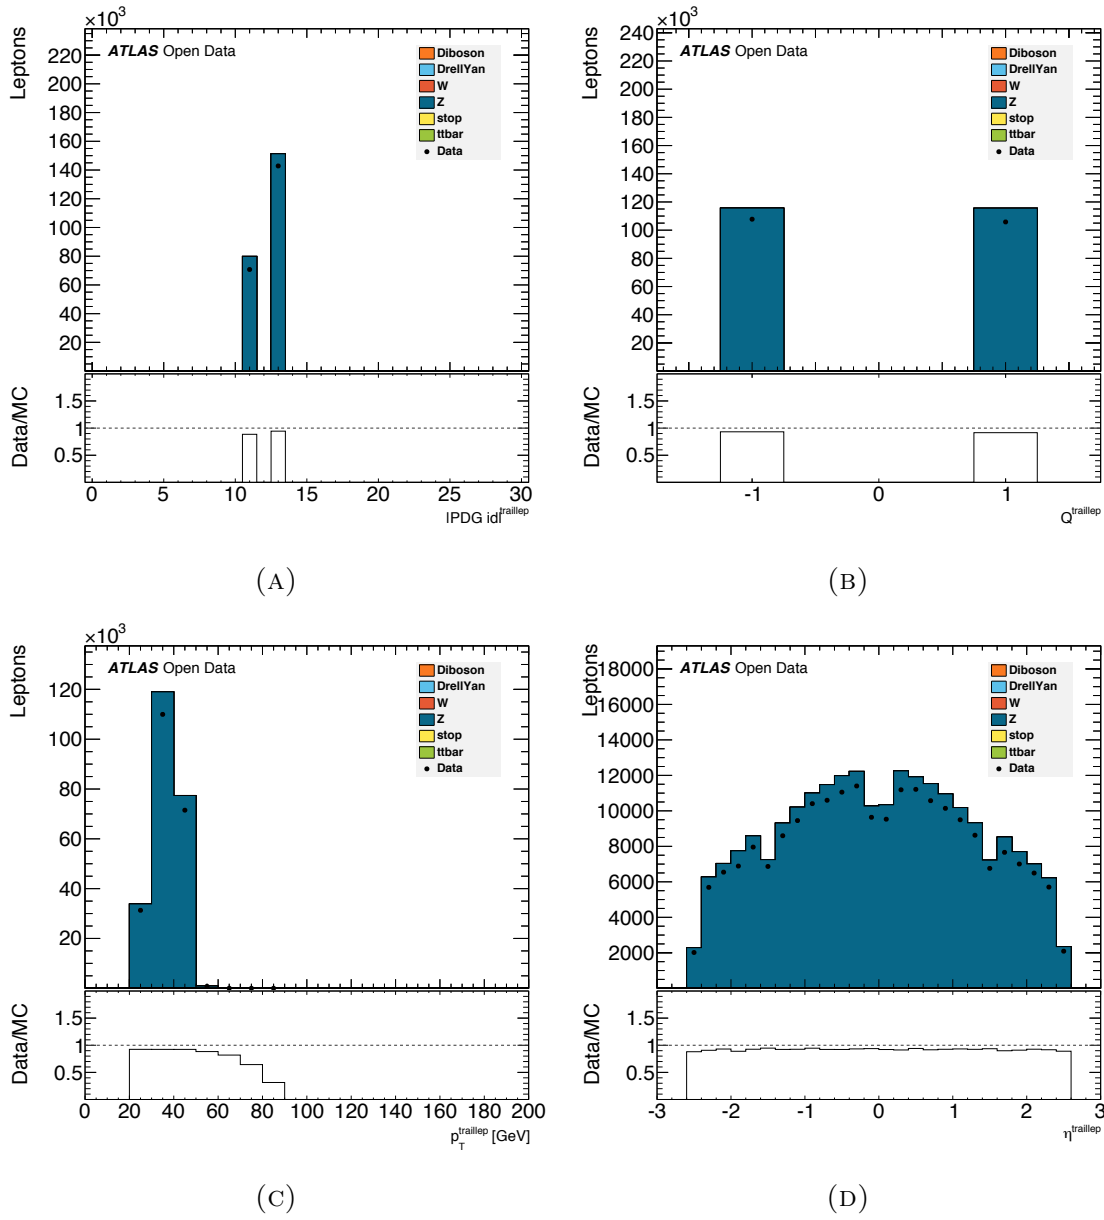 ×10³
Leptons
ATLAS Open Data
Diboson
DrellYan
W
Z
stop
ttbar
Data
220
200
180
160
140
120
100
80
60
40
20
Data/MC
1.5
1
0.5
0 5 10 15 20 25 30
|PDG id|traillep
(A)
×10³
Leptons
ATLAS Open Data
Diboson
DrellYan
W
Z
stop
ttbar
Data
240
220
200
180
160
140
120
100
80
60
40
20
Data/MC
1.5
1
0.5
-1 0 1
Qtraillep
(B)
×10³
Leptons
ATLAS Open Data
Diboson
DrellYan
W
Z
stop
ttbar
Data
120
100
80
60
40
20
Data/MC
1.5
1
0.5
0 20 40 60 80 100 120 140 160 180 200
pTtraillep [GeV]
(C)
Leptons
ATLAS Open Data
Diboson
DrellYan
W
Z
stop
ttbar
Data
18000
16000
14000
12000
10000
8000
6000
4000
2000
Data/MC
1.5
1
0.5
-3 -2 -1 0 1 2 3
ηtraillep
(D)